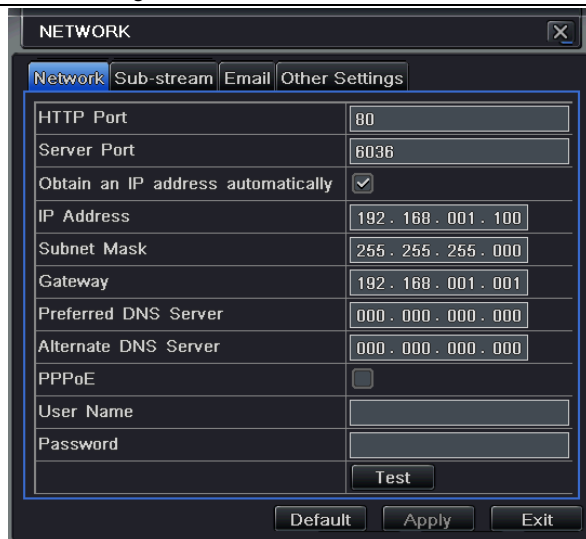 NETWORK
Network Sub-stream Email Other Settings
HTTP Port 80
Server Port 6036
Obtain an IP address automatically
IP Address 192 . 168 . 001 . 100
Subnet Mask 255 . 255 . 255 . 000
Gateway 192 . 168 . 001 . 001
Preferred DNS Server 000 . 000 . 000 . 000
Alternate DNS Server 000 . 000 . 000 . 000
PPPoE
User Name
Password
Test
Default Apply Exit